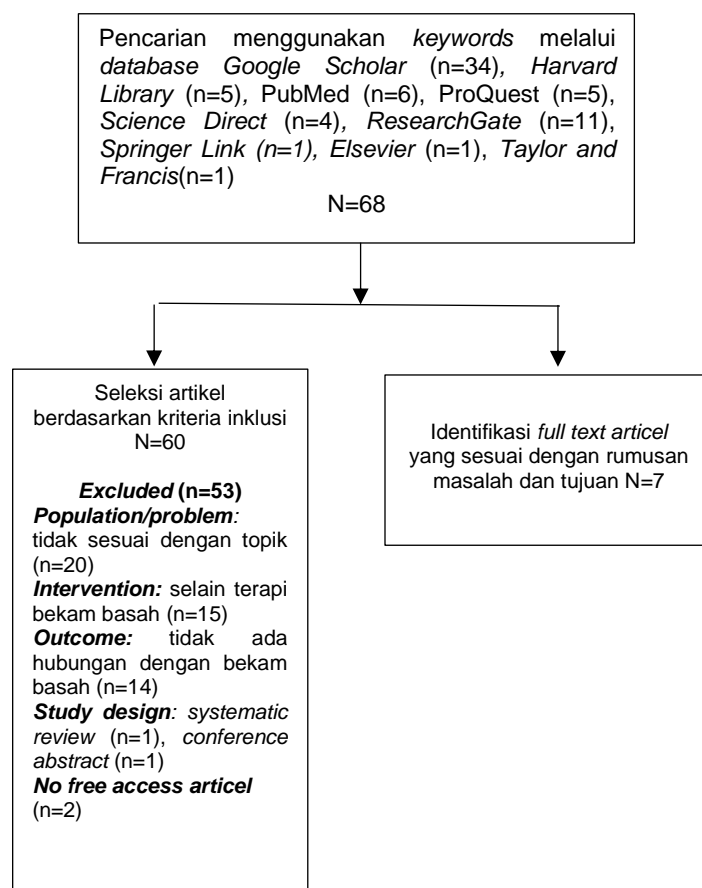 Pencarian menggunakan keywords melalui
database Google Scholar (n=34), Harvard
Library (n=5), PubMed (n=6), ProQuest (n=5),
Science Direct (n=4), ResearchGate (n=11),
Springer Link (n=1), Elsevier (n=1), Taylor and
Francis(n=1)
N=68
Seleksi artikel
berdasarkan kriteria inklusi
N=60
Excluded (n=53)
Population/problem:
tidak sesuai dengan topik
(n=20)
Intervention: selain terapi
bekam basah (n=15)
Outcome: tidak ada
hubungan dengan bekam
basah (n=14)
Study design: systematic
review (n=1), conference
abstract (n=1)
No free access articel
(n=2)
Identifikasi full text articel
yang sesuai dengan rumusan
masalah dan tujuan N=7